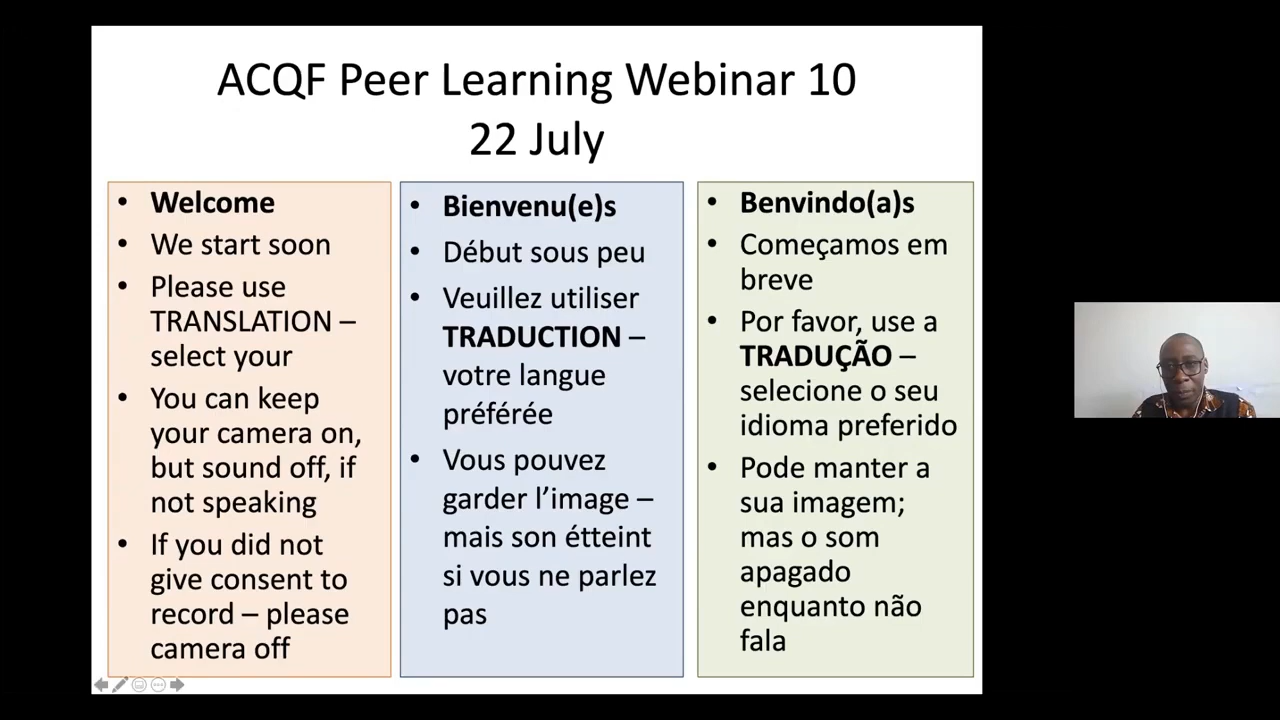 ACQF Peer Learning Webinar 10
22 July
• Welcome
• We start soon
• Please use
TRANSLATION –
select your
• You can keep
your camera on,
but sound off, if
not speaking
• If you did not
give consent to
record – please
camera off
• Bienvenu(e)s
• Début sous peu
• Veuillez utiliser
TRADUCTION –
votre langue
préférée
• Vous pouvez
garder l’image –
mais son étteint
si vous ne parlez
pas
• Benvindo(a)s
• Começamos em
breve
• Por favor, use a
TRADUÇÃO –
selecione o seu
idioma preferido
• Pode manter a
sua imagem;
mas o som
apagado
enquanto não
fala